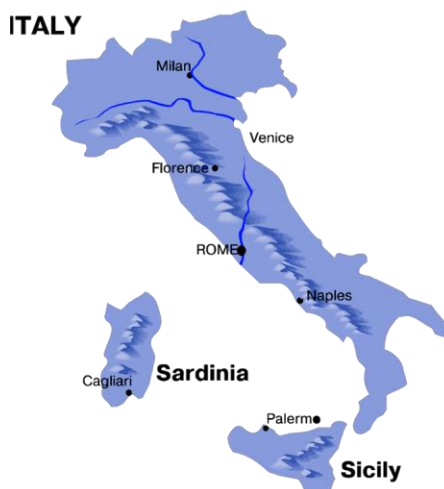 ITALY
Milan
Venice
Florence
ROME
Naples
Sardinia
Cagliari
Palermo
Sicily